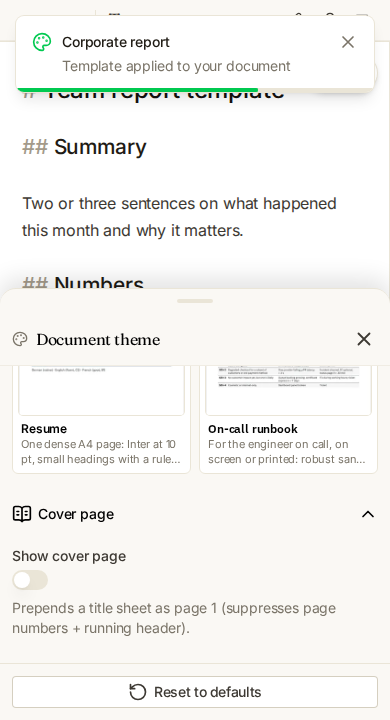 Corporate report
Template applied to your document
# Team report template
## Summary
Two or three sentences on what happened
this month and why it matters.
## Numbers
Document theme
Resume
One dense A4 page: Inter at 10
pt, small headings with a rule...
On-call runbook
For the engineer on call, on
screen or printed: robust san...
Cover page
Show cover page
Prepends a title sheet as page 1 (suppresses page
numbers + running header).
Reset to defaults